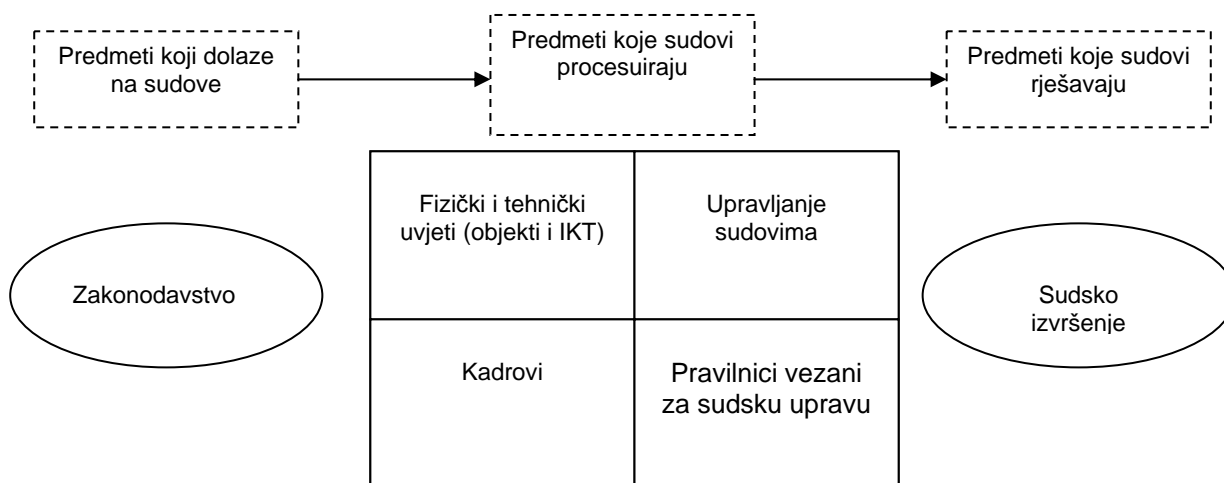 Predmeti koji dolaze
na sudove
Predmeti koje sudovi
procesuiraju
Predmeti koje sudovi
rješavaju
Fizički i tehnički
uvjeti (objekti i IKT)
Upravljanje
sudovima
Zakonodavstvo
Sudsko
izvršenje
Kadrovi
Pravilnici vezani
za sudsku upravu